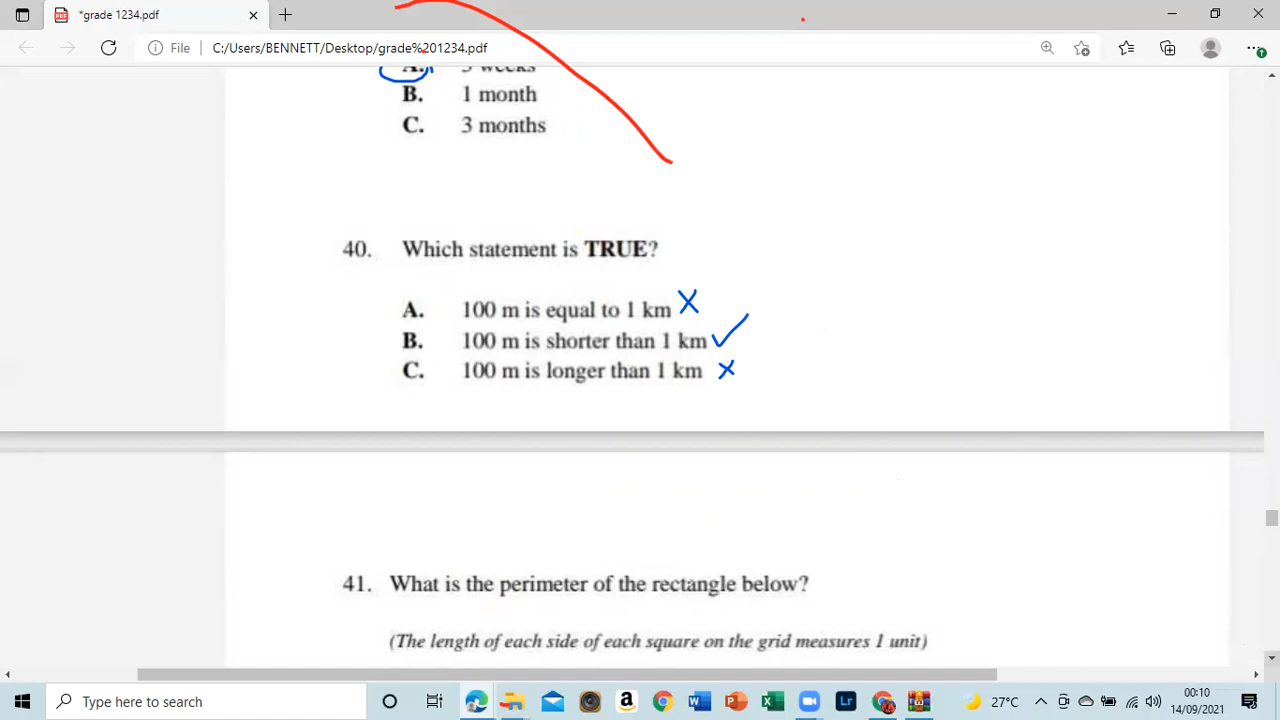 *grade 1234.pdf
File C:/Users/BENNETT/Desktop/grade%201234.pdf
A. 3 weeks
B. 1 month
C. 3 months
40. Which statement is TRUE?
A. 100 m is equal to 1 km
B. 100 m is shorter than 1 km
C. 100 m is longer than 1 km
41. What is the perimeter of the rectangle below?
(The length of each side of each square on the grid measures 1 unit)
Type here to search
27°C
00:10
14/09/2021